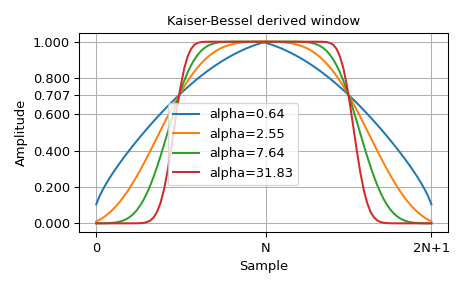 Kaiser-Bessel derived window
1.000
0.800
0.707
0.600
0.400
0.200
0.000
Amplitude
alpha=0.64
alpha=2.55
alpha=7.64
alpha=31.83
0 N 2N+1
Sample